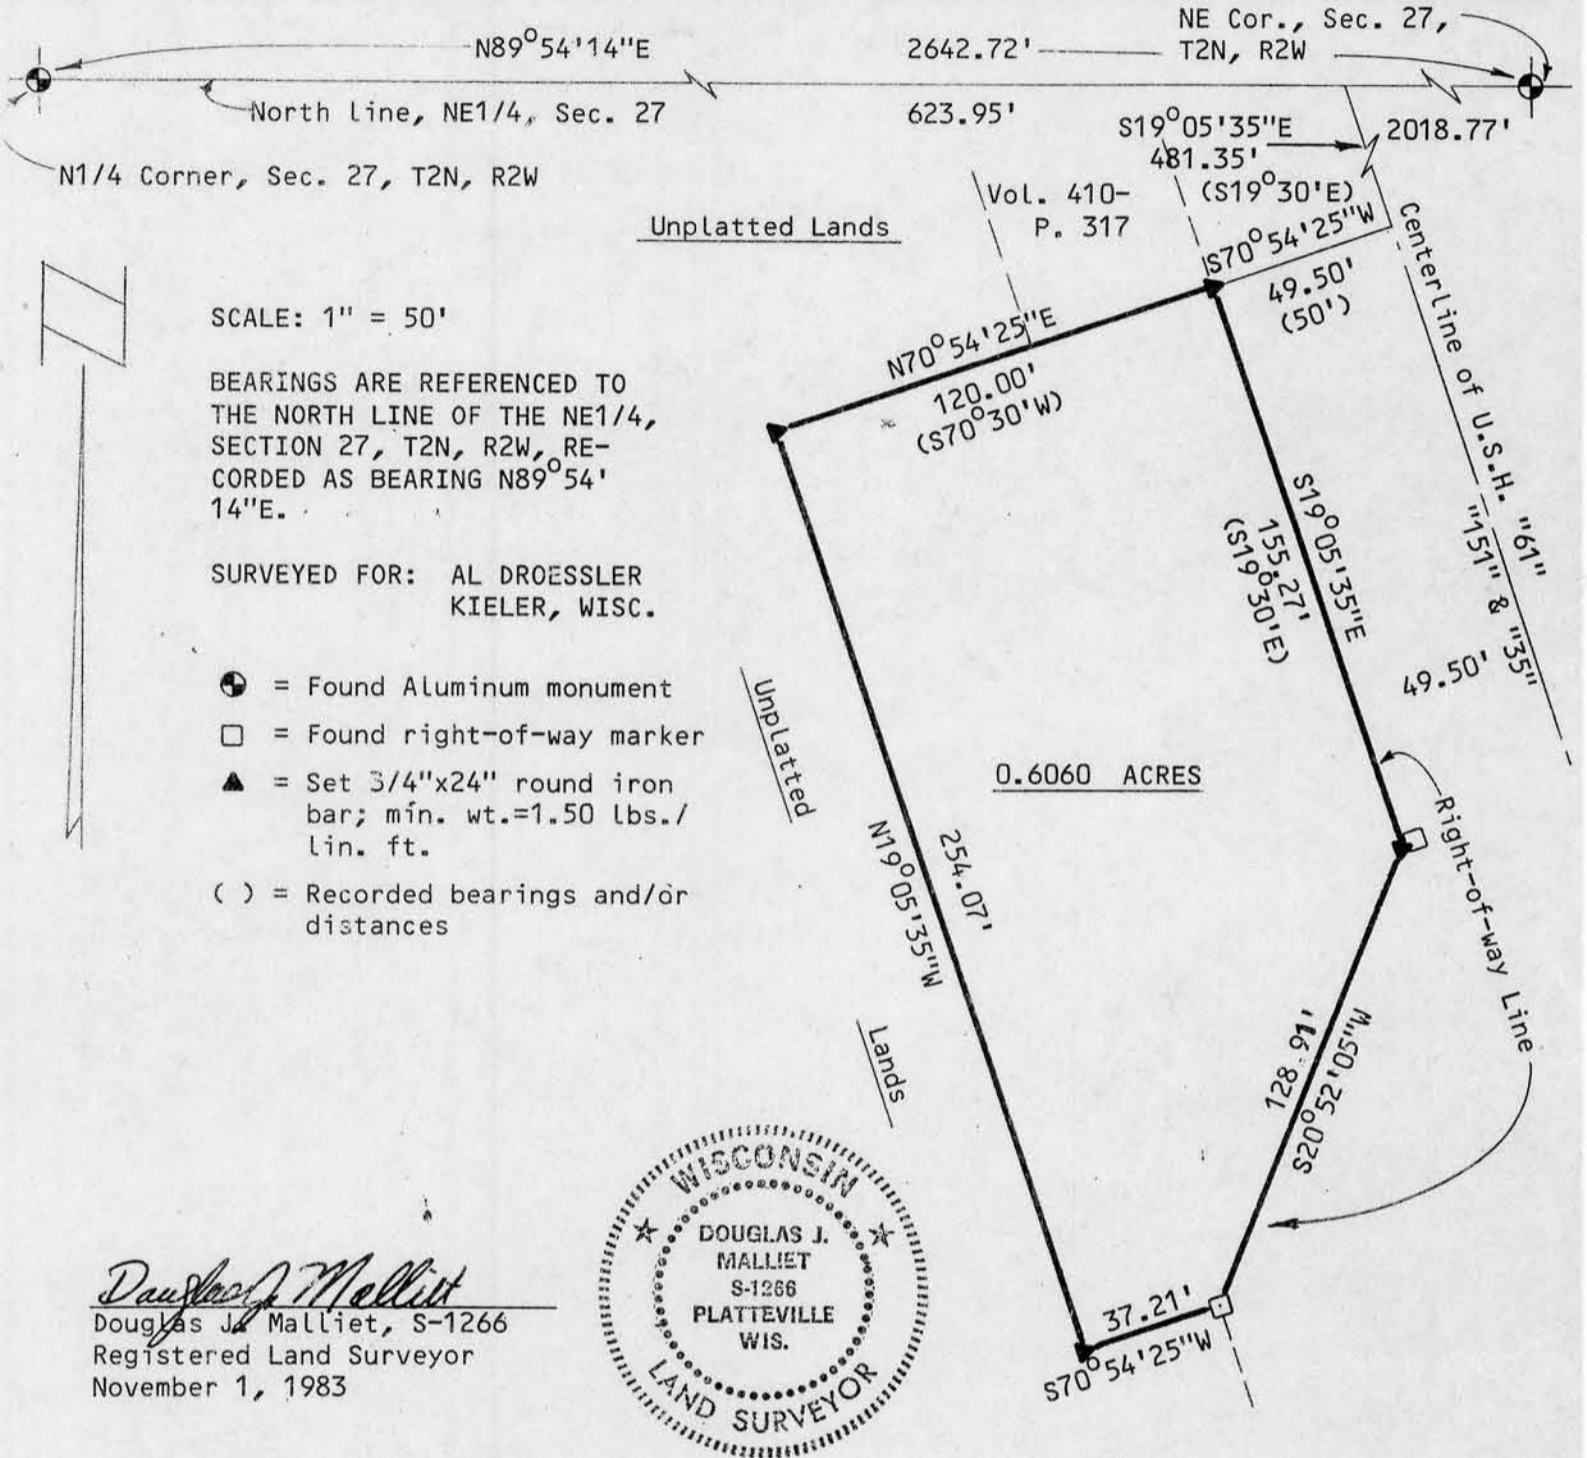 N89°54'14"E 2642.72'
NE Cor., Sec. 27,
T2N, R2W
North line, NE1/4, Sec. 27
623.95'
S19°05'35"E
481.35'
(S19°30'E)
2018.77'
N1/4 Corner, Sec. 27, T2N, R2W
Vol. 410-
P. 317
Unplatted Lands
S70°54'25"W
49.50'
(50')
Centerline of U.S.H. "61"
"151" & "35"
SCALE: 1" = 50'
BEARINGS ARE REFERENCED TO
THE NORTH LINE OF THE NE1/4,
SECTION 27, T2N, R2W, RE-
CORDED AS BEARING N89°54'
14"E.
SURVEYED FOR: AL DROESSLER
KIELER, WISC.
= Found Aluminum monument
= Found right-of-way marker
= Set 3/4"x24" round iron
bar; min. wt.=1.50 lbs./
lin. ft.
( ) = Recorded bearings and/or
distances
N70°54'25"E
120.00'
(S70°30'W)
S19°05'35"E
155.27'
(S19°30'E)
49.50'
Unplatted
Lands
0.6060 ACRES
N19°05'35"W
254.07'
Right-of-way Line
128.91'
S20°52'05"W
37.21'
S70°54'25"W
Douglas J. Malliet
Douglas J. Malliet, S-1266
Registered Land Surveyor
November 1, 1983
WISCONSIN
DOUGLAS J.
MALLIET
S-1266
PLATTEVILLE
WIS.
LAND SURVEYOR